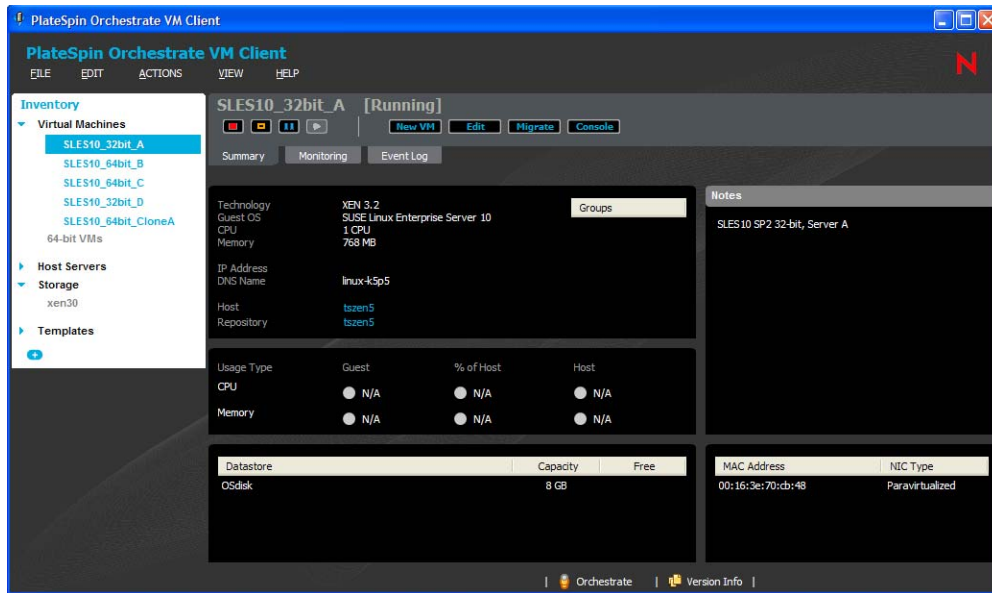 PlateSpin Orchestrate VM Client
PlateSpin Orchestrate VM Client
FILE EDIT ACTIONS VIEW HELP
N
Inventory
Virtual Machines
SLES10_32bit_A
SLES10_64bit_B
SLES10_64bit_C
SLES10_32bit_D
SLES10_64bit_CloneA
64-bit VMs
Host Servers
Storage
xen30
Templates
SLES10_32bit_A [Running]
New VM Edit Migrate Console
Summary Monitoring Event Log
Technology XEN 3.2
Guest OS SUSE Linux Enterprise Server 10
CPU 1 CPU
Memory 768 MB
IP Address
DNS Name linux-k5p5
Host tszen5
Repository tszen5
Groups
Notes
SLES10 SP2 32-bit, Server A
Usage Type Guest % of Host Host
CPU N/A N/A N/A
Memory N/A N/A N/A
Datastore Capacity Free
OSdisk 8 GB
MAC Address NIC Type
00:16:3e:70:cb:48 Paravirtualized
| Orchestrate | Version Info |